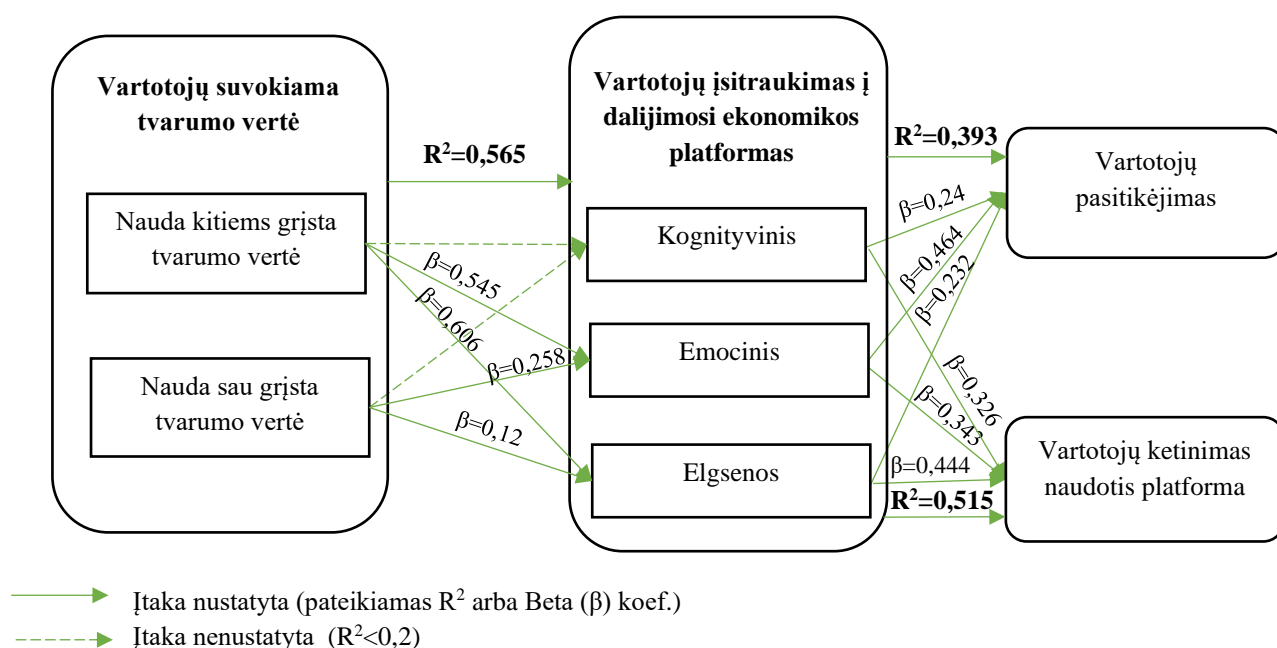 Vartotojų suvokiama
tvarumo vertė
Nauda kitiems grįsta
tvarumo vertė
Nauda sau grįsta
tvarumo vertė
R²=0,565
β=0,545
β=0,606
β=0,258
β=0,12
Vartotojų įsitraukimas į
dalijimosi ekonomikos
platformas
Kognityvinis
Emocinis
Elgsenos
R²=0,393
β=0,24
β=0,464
β=0,232
β=0,326
β=0,343
β=0,444
R²=0,515
Vartotojų
pasitikėjimas
Vartotojų ketinimas
naudotis platforma
Įtaka nustatyta (pateikiamas R² arba Beta (β) koef.)
Įtaka nenustatyta (R²<0,2)